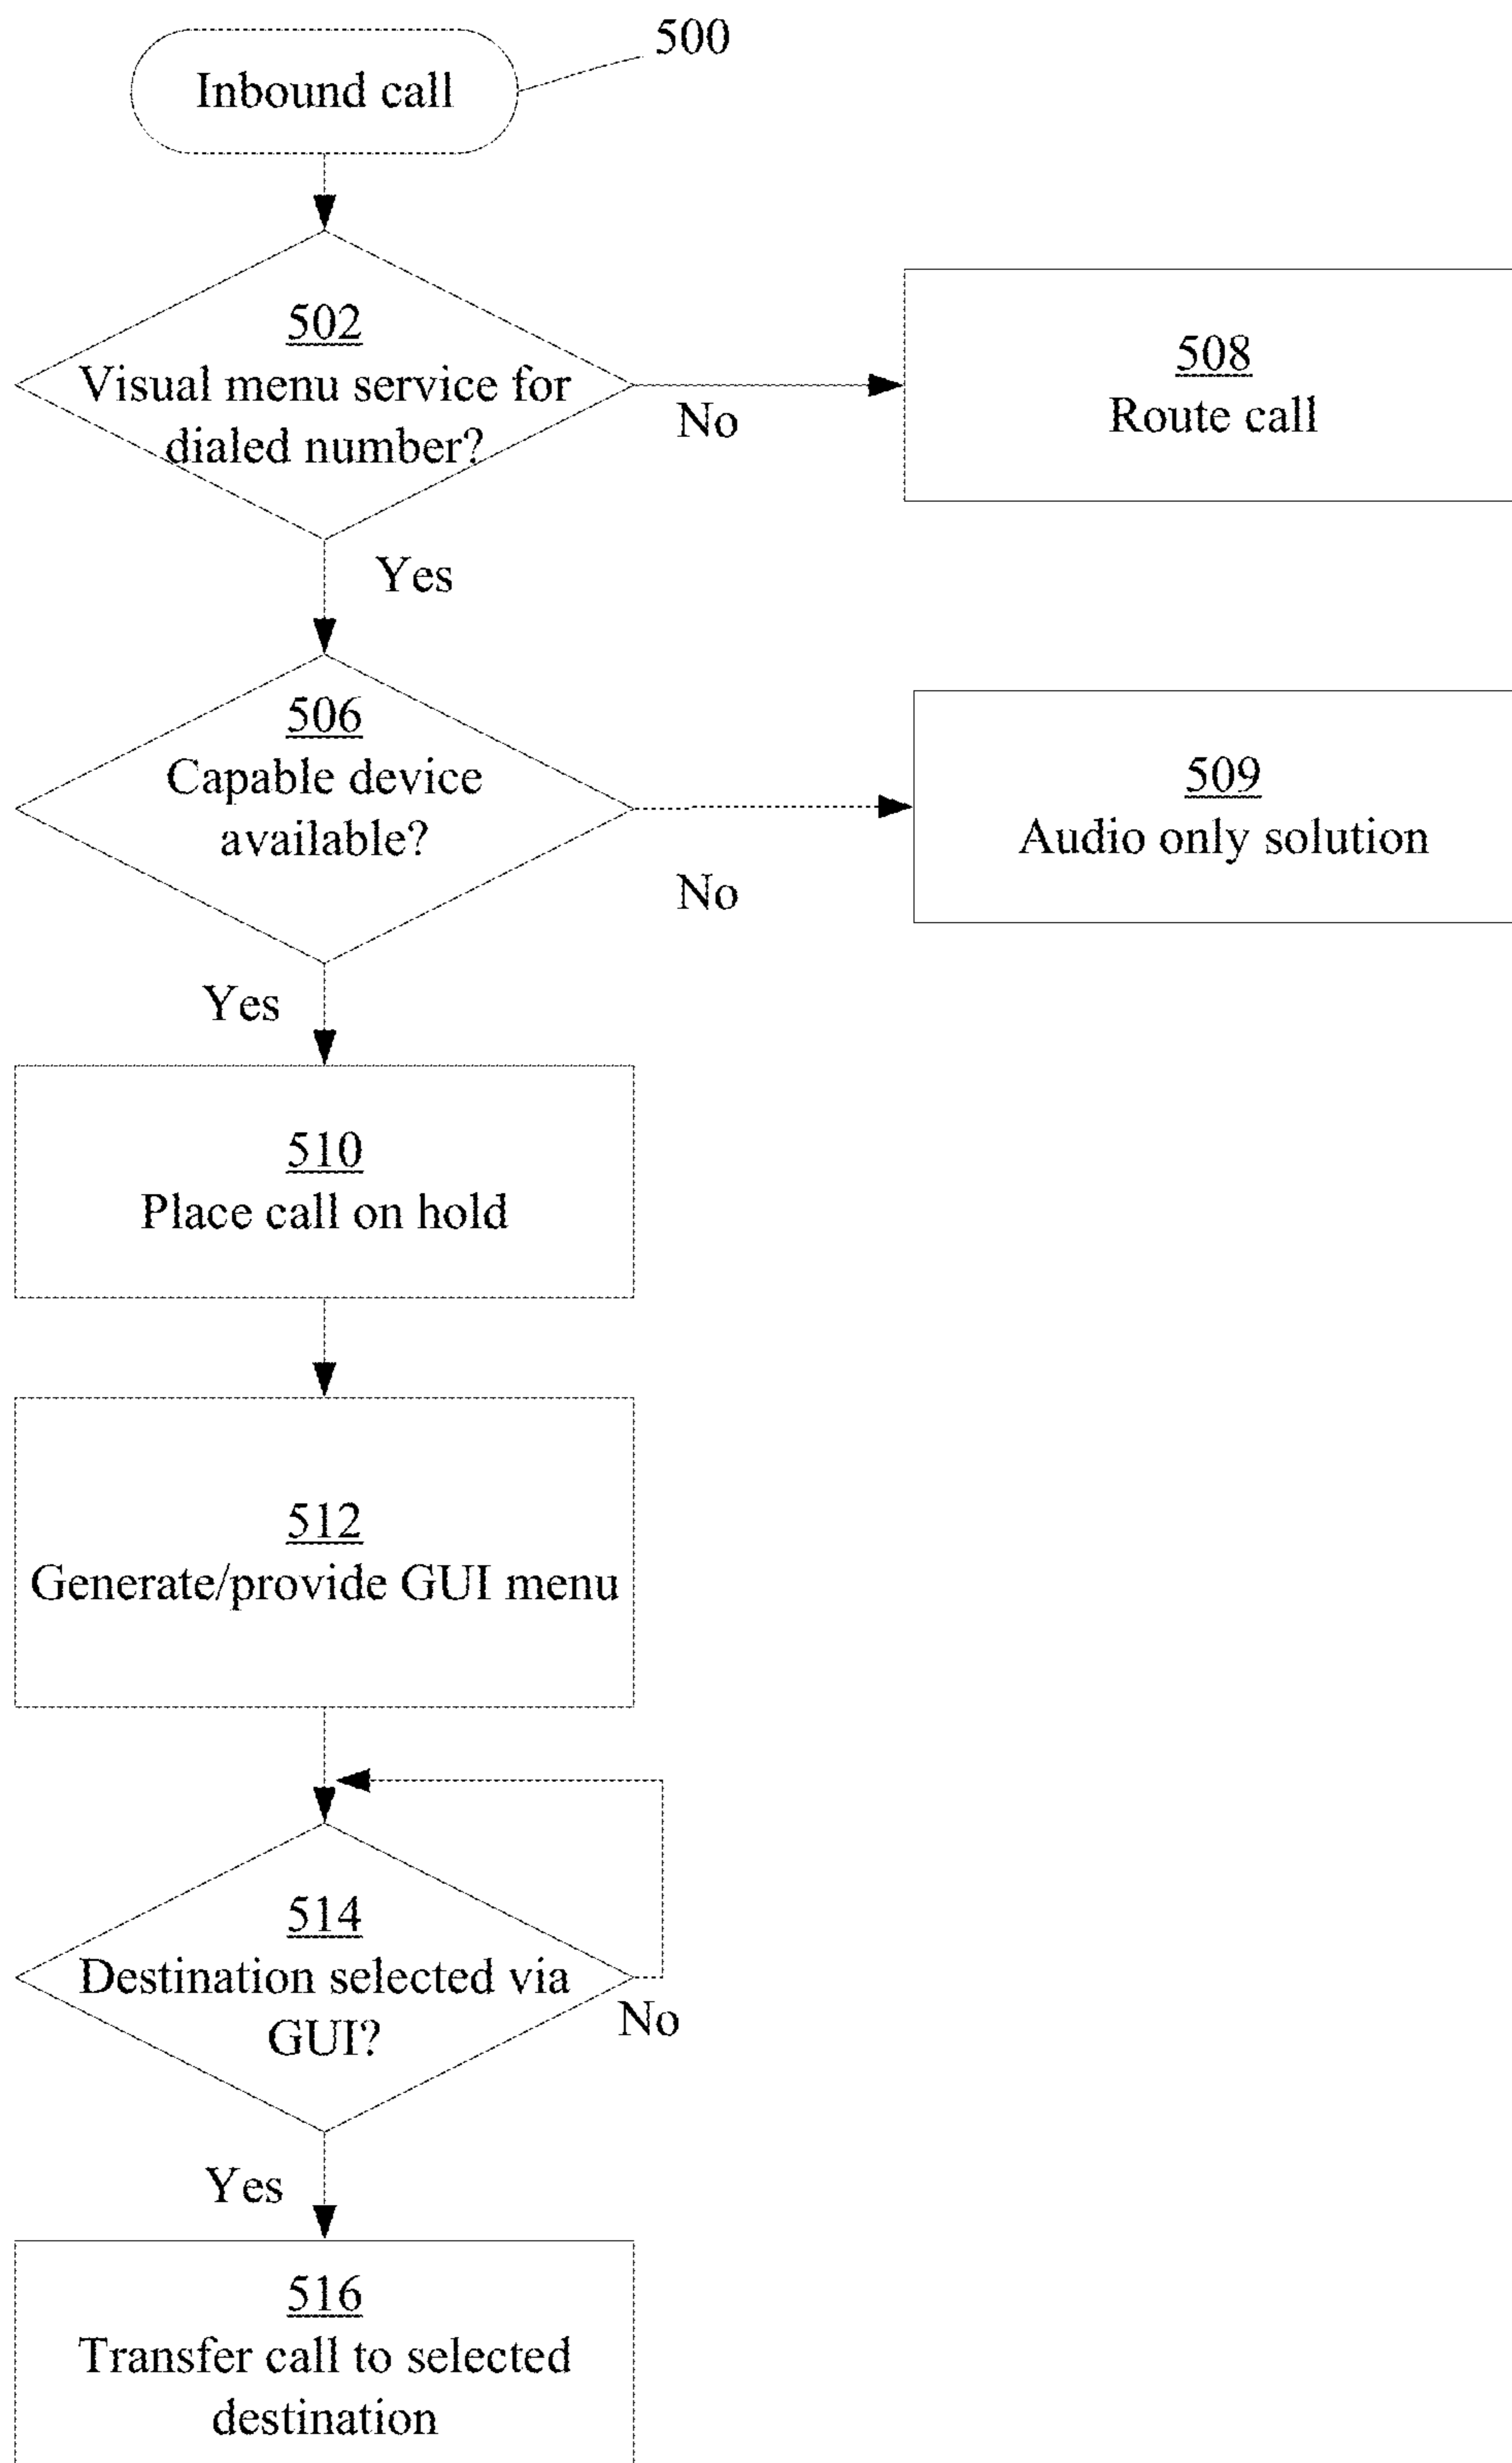 500
Inbound call
502
Visual menu service for
dialed number?
No
508
Route call
Yes
506
Capable device
available?
No
509
Audio only solution
Yes
510
Place call on hold
512
Generate/provide GUI menu
514
Destination selected via
GUI?
No
Yes
516
Transfer call to selected
destination